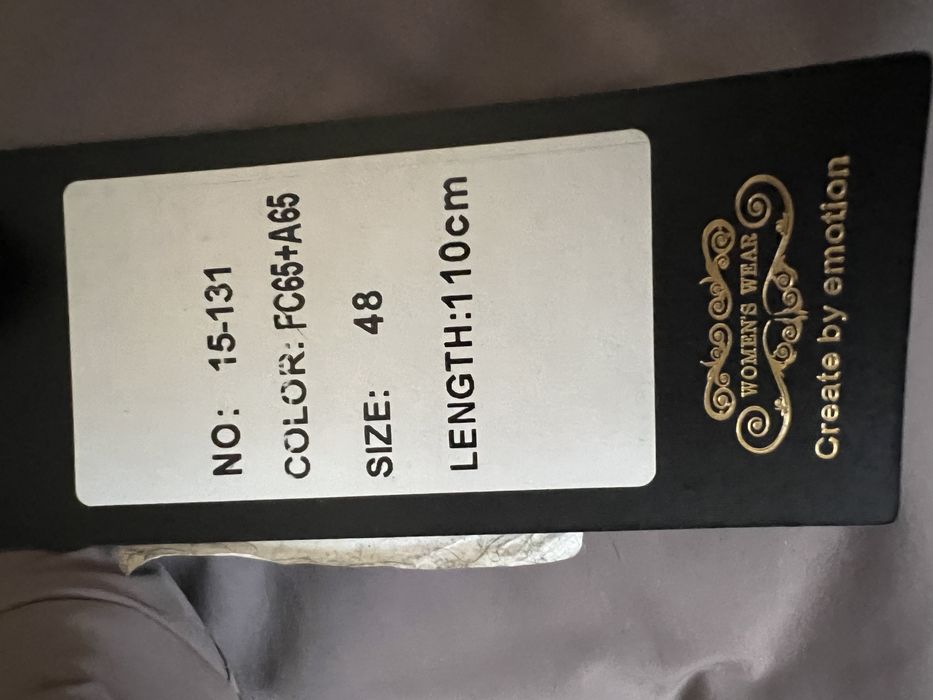 NO: 15-131
COLOR: FC65+A65
SIZE: 48
LENGTH:110cm
WOMEN'S WEAR
Create by emotion